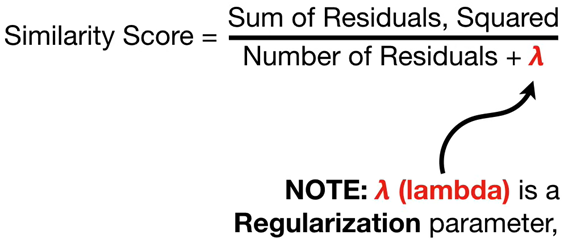 Similarity Score = Sum of Residuals, Squared
Number of Residuals + λ
NOTE: λ (lambda) is a
Regularization parameter,